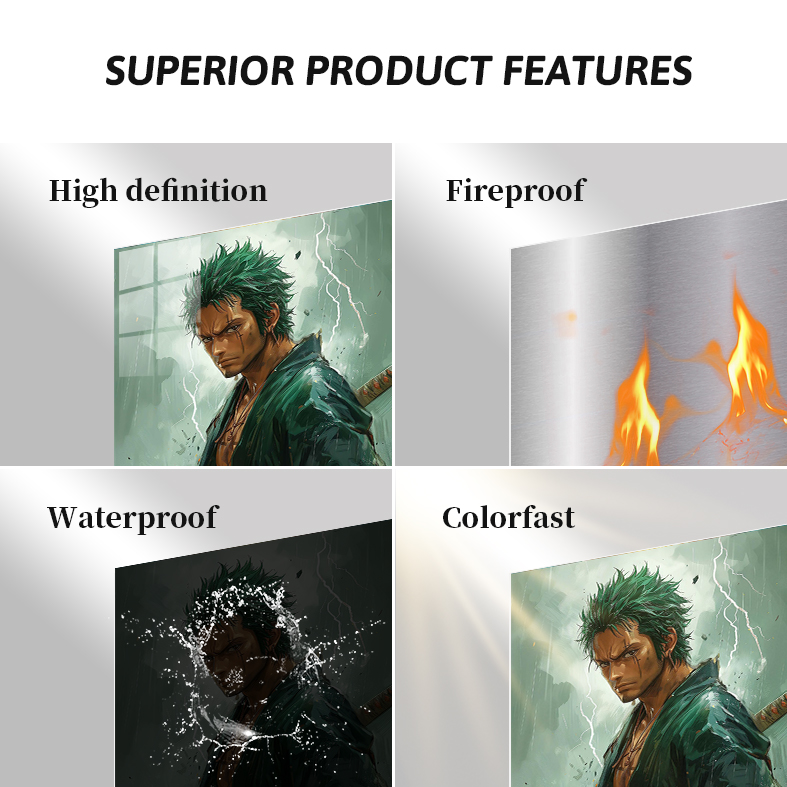 SUPERIOR PRODUCT FEATURES
High definition
Fireproof
Waterproof
Colorfast